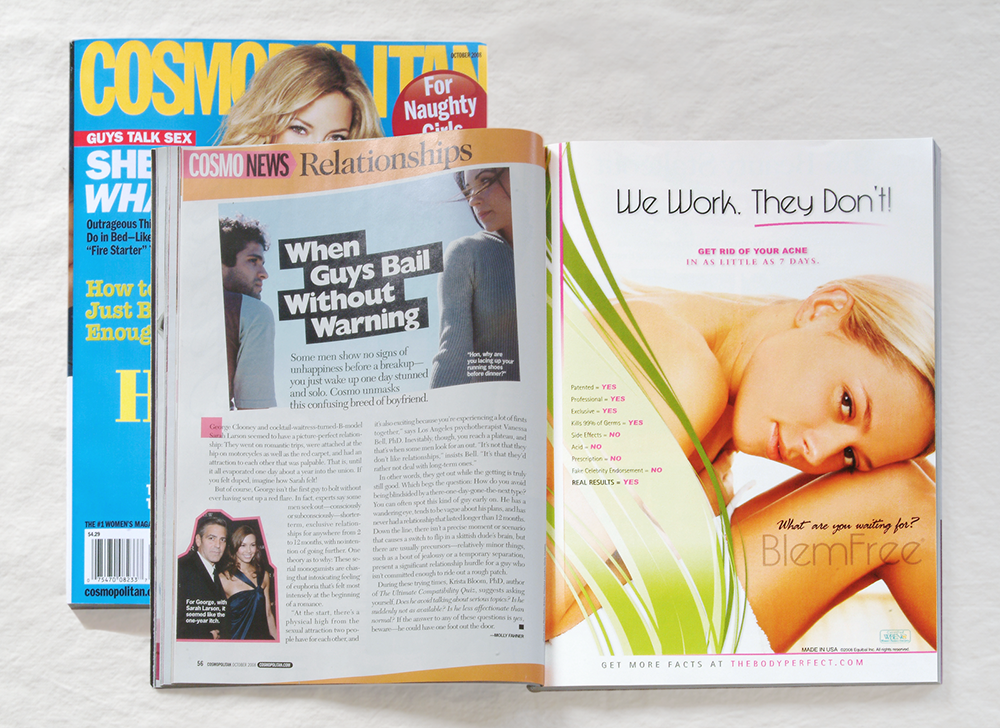 COSMOPOLITAN
OCTOBER 2008
For
Naughty
Girls
GUYS TALK SEX
SHE
WHA
Outrageous Thi
Do in Bed—Like
"Fire Starter"
How to
Just B
Enoug
THE #1 WOMEN'S MAGA
$4.29
cosmopolitan.c
COSMO NEWS Relationships
When
Guys Bail
Without
Warning
"Hon, why are
you lacing up your
running shoes
before dinner?"
Some men show no signs of
unhappiness before a breakup—
you just wake up one day stunned
and solo. Cosmo unmasks
this confusing breed of boyfriend.
George Clooney and cocktail-waitress-turned-B-model
Sarah Larson seemed to have a picture-perfect relation-
ship. They went on romantic trips, were attached at the
hip on motorcycles as well as the red carpet, and had an
attraction to each other that was palpable. That is, until
it all evaporated one day about a year into the union. If
you felt duped, imagine how Sarah felt!
But of course, George isn't the first guy to bolt without
ever having sent up a red flare. In fact, experts say some
men seek out—consciously
or subconsciously—shorter-
term, exclusive relation-
ships for anywhere from 2
to 12 months, with no inten-
tion of going further. One
theory as to why: These se-
rial monogamists are chas-
ing that intoxicating feeling
of euphoria that's felt most
intensely at the beginning
of a romance.
"At the start, there's a
physical high from the
sexual attraction two peo-
ple have for each other, and
For George, with
Sarah Larson, it
seemed like the
one-year itch.
it's also exciting because you're experiencing a lot of firsts
together," says Los Angeles psychotherapist Vanessa
Bell, PhD. Inevitably, though, you reach a plateau, and
that's when some men look for an out. "It's not that they
don't like relationships," insists Bell. "It's that they'd
rather not deal with long-term ones."
In other words, they get out while the getting is truly
still good. Which begs the question: How do you avoid
being blindsided by a there-one-day-gone-the-next type?
You can often spot this kind of guy early on. He has a
wandering eye, tends to be vague about his plans, and has
never had a relationship that lasted longer than 12 months.
Down the line, there isn't a precise moment or scenario
that causes a switch to flip in a skittish dude's brain, but
there are usually precursors—relatively minor things,
such as a bout of jealousy or a temporary separation,
present a significant relationship hurdle for a guy who
isn't committed enough to ride out a rough patch.
During these trying times, Krista Bloom, PhD, author
of The Ultimate Compatibility Quiz, suggests asking
yourself, Does he avoid talking about serious topics? Is he
suddenly not as available? Is he less affectionate than
normal? If the answer to any of these questions is yes,
beware—he could have one foot out the door.
—MOLLY FAHNER
56 COSMOPOLITAN OCTOBER 2008 COSMOPOLITAN.COM
We Work. They Don't!
GET RID OF YOUR ACNE
IN AS LITTLE AS 7 DAYS.
Patented = YES
Professional = YES
Exclusive = YES
Kills 99% of Germs = YES
Side Effects = NO
Acid = NO
Prescription = NO
Fake Celebrity Endorsement = NO
REAL RESULTS = YES
What are you waiting for?
BlemFree
MADE IN USA ©2008 Equibal Inc. All rights reserved.
GET MORE FACTS AT THEBODYPERFECT.COM